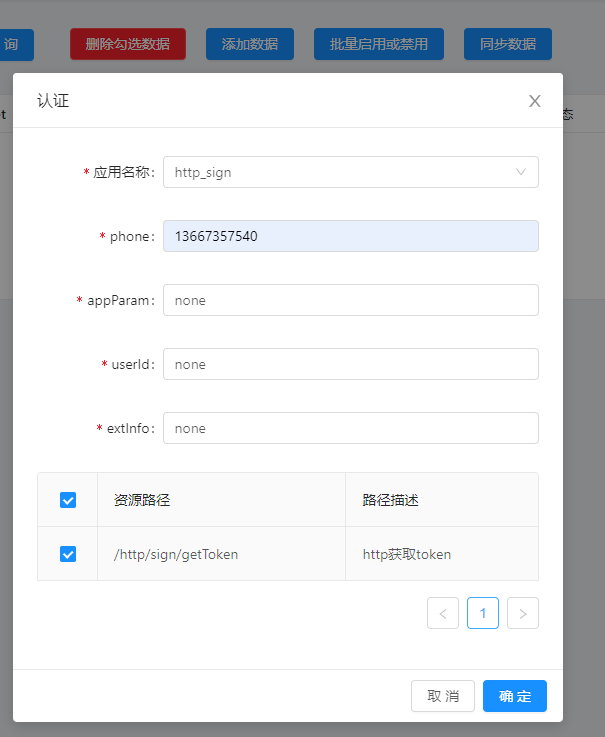 询
删除勾选数据
添加数据
批量启用或禁用
同步数据
认证
态
* 应用名称: http_sign
* phone: 13667357540
* appParam: none
* userId: none
* extInfo: none
资源路径 路径描述
/http/sign/getToken http获取token
< 1 >
取 消 确 定